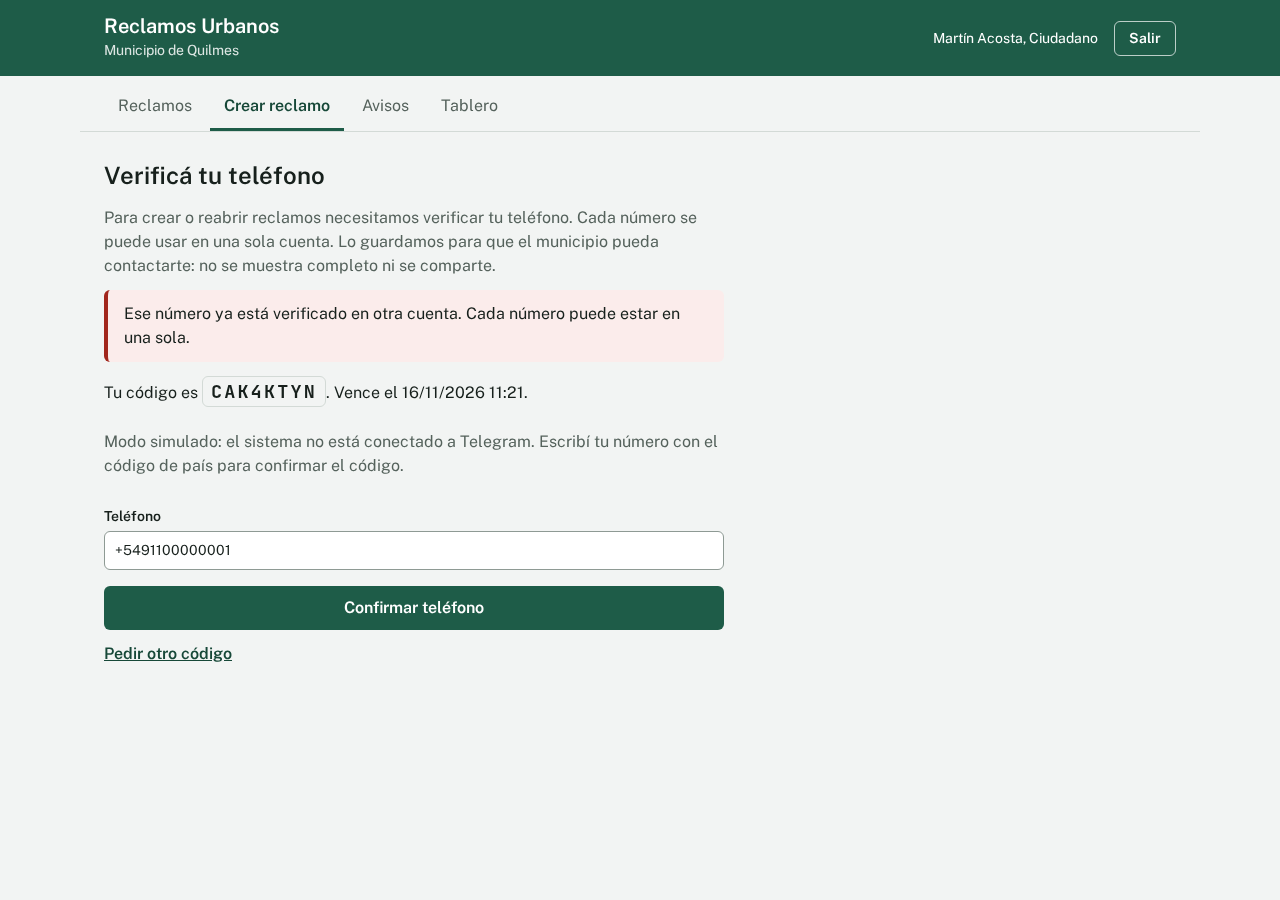 Reclamos Urbanos
Municipio de Quilmes
Martín Acosta, Ciudadano
Salir
Reclamos
Crear reclamo
Avisos
Tablero
Verificá tu teléfono
Para crear o reabrir reclamos necesitamos verificar tu teléfono. Cada número se
puede usar en una sola cuenta. Lo guardamos para que el municipio pueda
contactarte: no se muestra completo ni se comparte.
Ese número ya está verificado en otra cuenta. Cada número puede estar en
una sola.
Tu código es CAK4KTYN. Vence el 16/11/2026 11:21.
Modo simulado: el sistema no está conectado a Telegram. Escribí tu número con el
código de país para confirmar el código.
Teléfono
+5491100000001
Confirmar teléfono
Pedir otro código